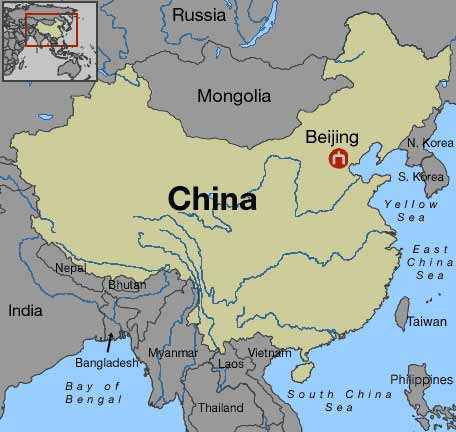 Russia
Mongolia
Beijing
N. Korea
S. Korea
China
Yellow
Sea
East
China
Sea
Nepal
Bhutan
India
Taiwan
Bangladesh
Myanmar
Vietnam
Laos
Bay of
Bengal
Philippines
South China
Sea
Thailand